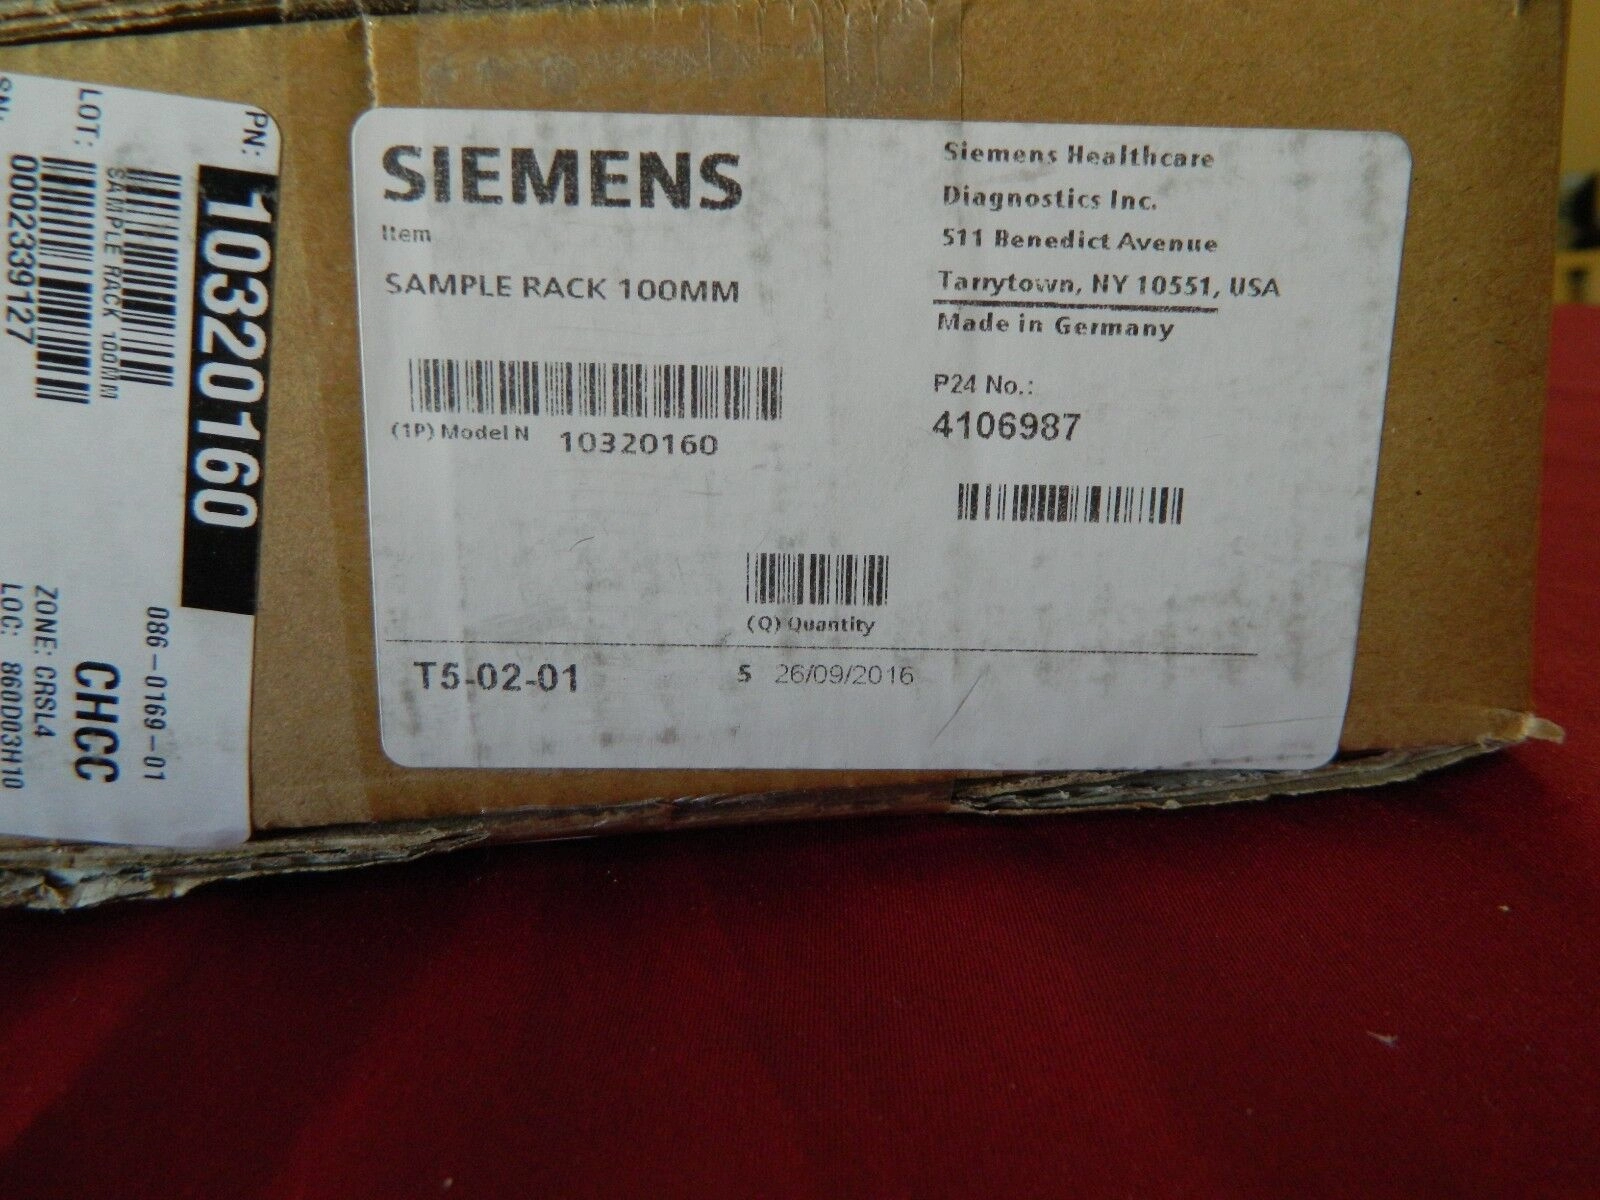 SIEMENS
Item
SAMPLE RACK 100MM
(1P) Model N 10320160
Siemens Healthcare
Diagnostics Inc.
511 Benedict Avenue
Tarrytown, NY 10551, USA
Made in Germany
P24 No.:
4106987
(Q) Quantity
T5-02-01
5 26/09/2016
PN: 10320160
SAMPLE RACK 100MM
LOT:
0002339127
SN:
086-0169-01
CHCC
ZONE: CRSL4
LOC: 860D03H10